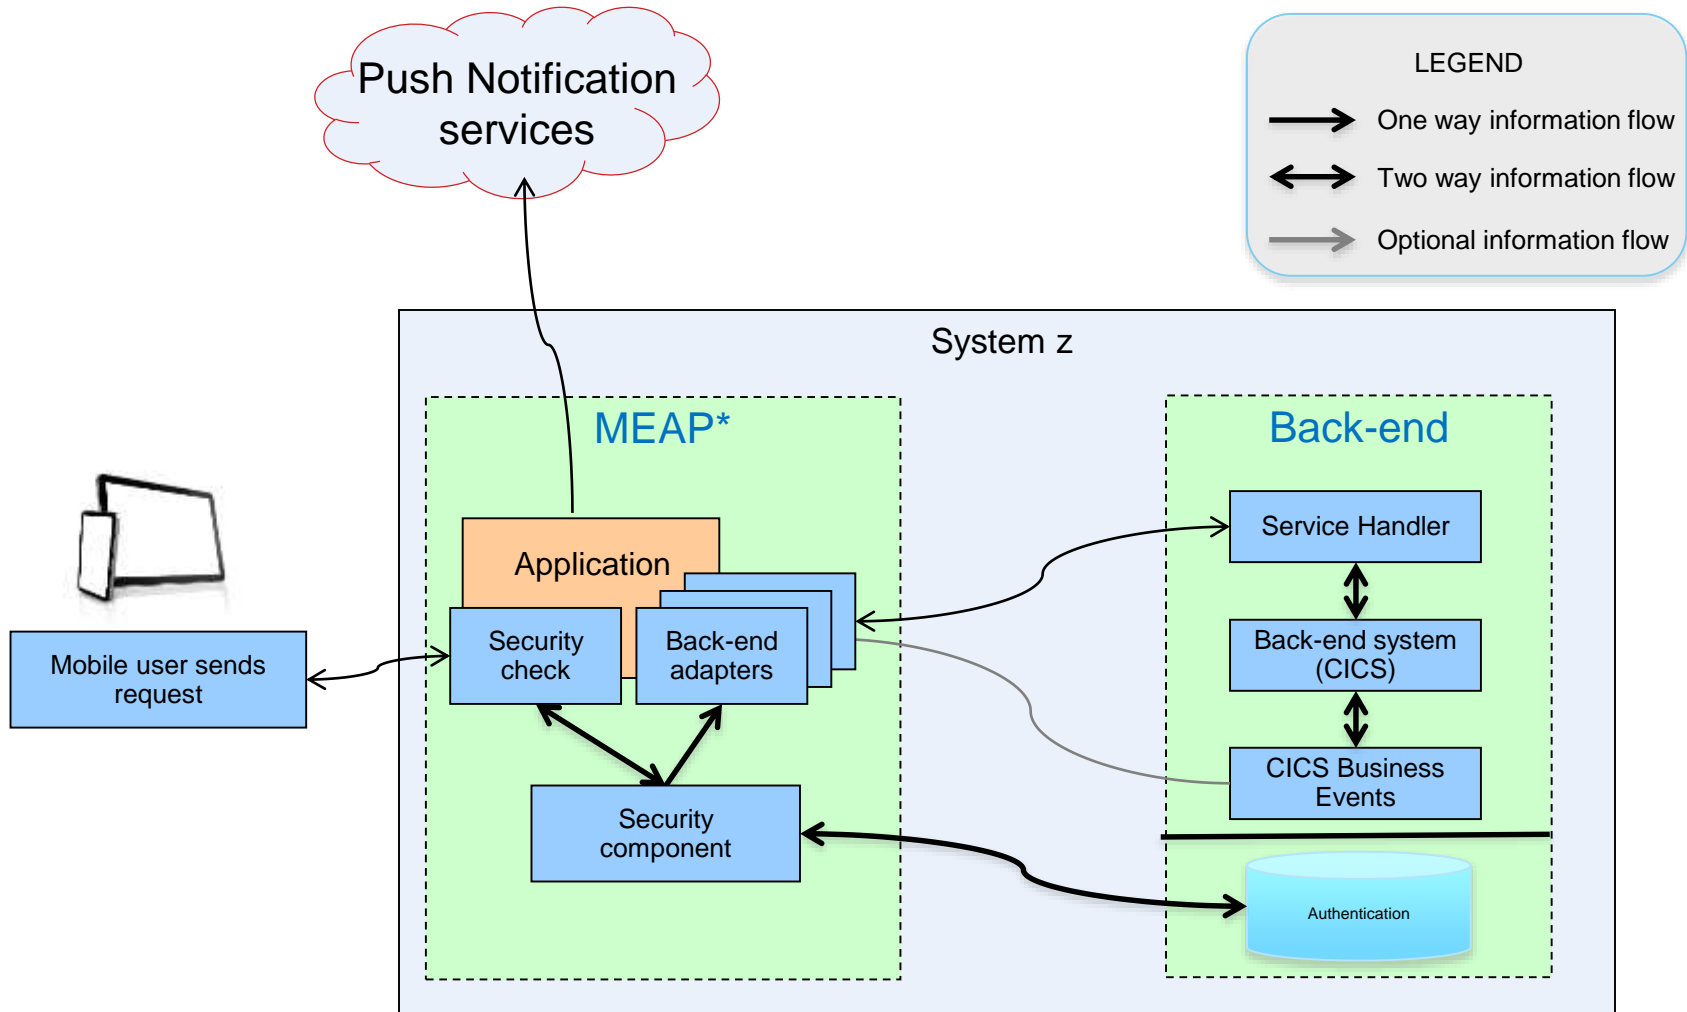 Push Notification
services
LEGEND
One way information flow
Two way information flow
Optional information flow
System z
MEAP*
Back-end
Application
Security
check
Back-end
adapters
Security
component
Mobile user sends
request
Service Handler
Back-end system
(CICS)
CICS Business
Events
Authentication